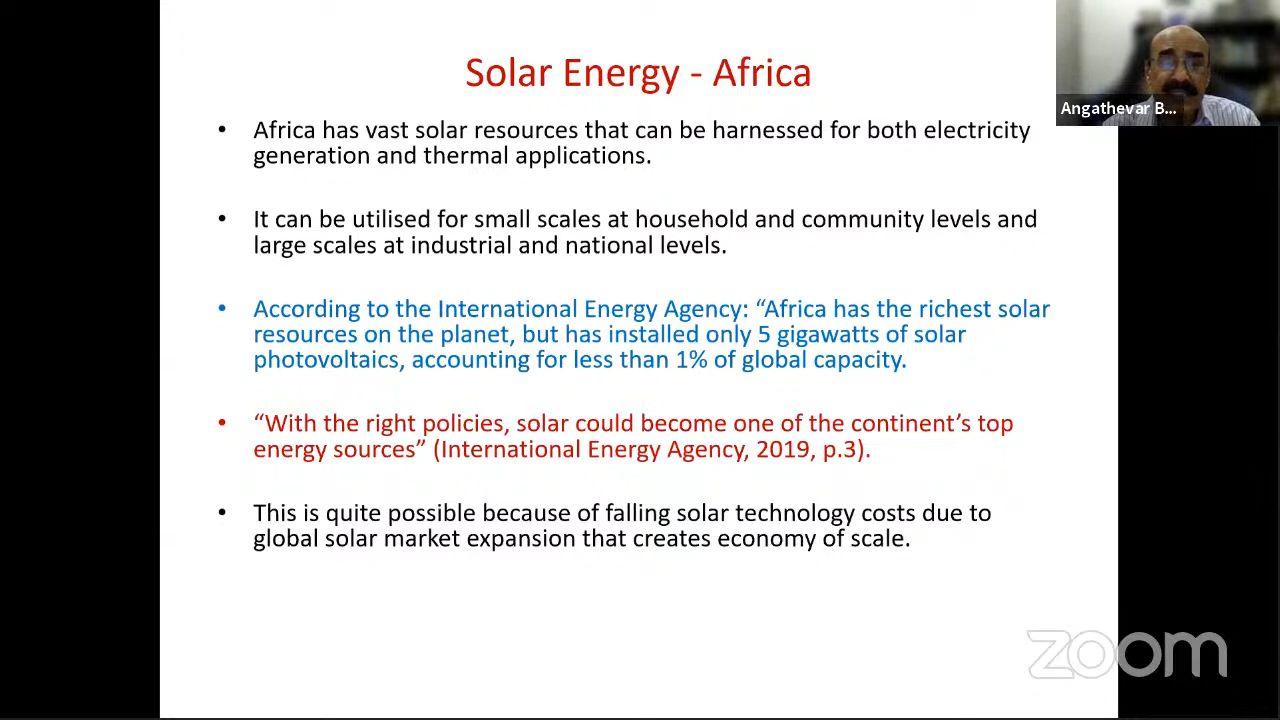 Solar Energy - Africa
• Africa has vast solar resources that can be harnessed for both electricity
generation and thermal applications.
• It can be utilised for small scales at household and community levels and
large scales at industrial and national levels.
• According to the International Energy Agency: “Africa has the richest solar
resources on the planet, but has installed only 5 gigawatts of solar
photovoltaics, accounting for less than 1% of global capacity.
• “With the right policies, solar could become one of the continent’s top
energy sources” (International Energy Agency, 2019, p.3).
• This is quite possible because of falling solar technology costs due to
global solar market expansion that creates economy of scale.
Angathevar B...
zoom